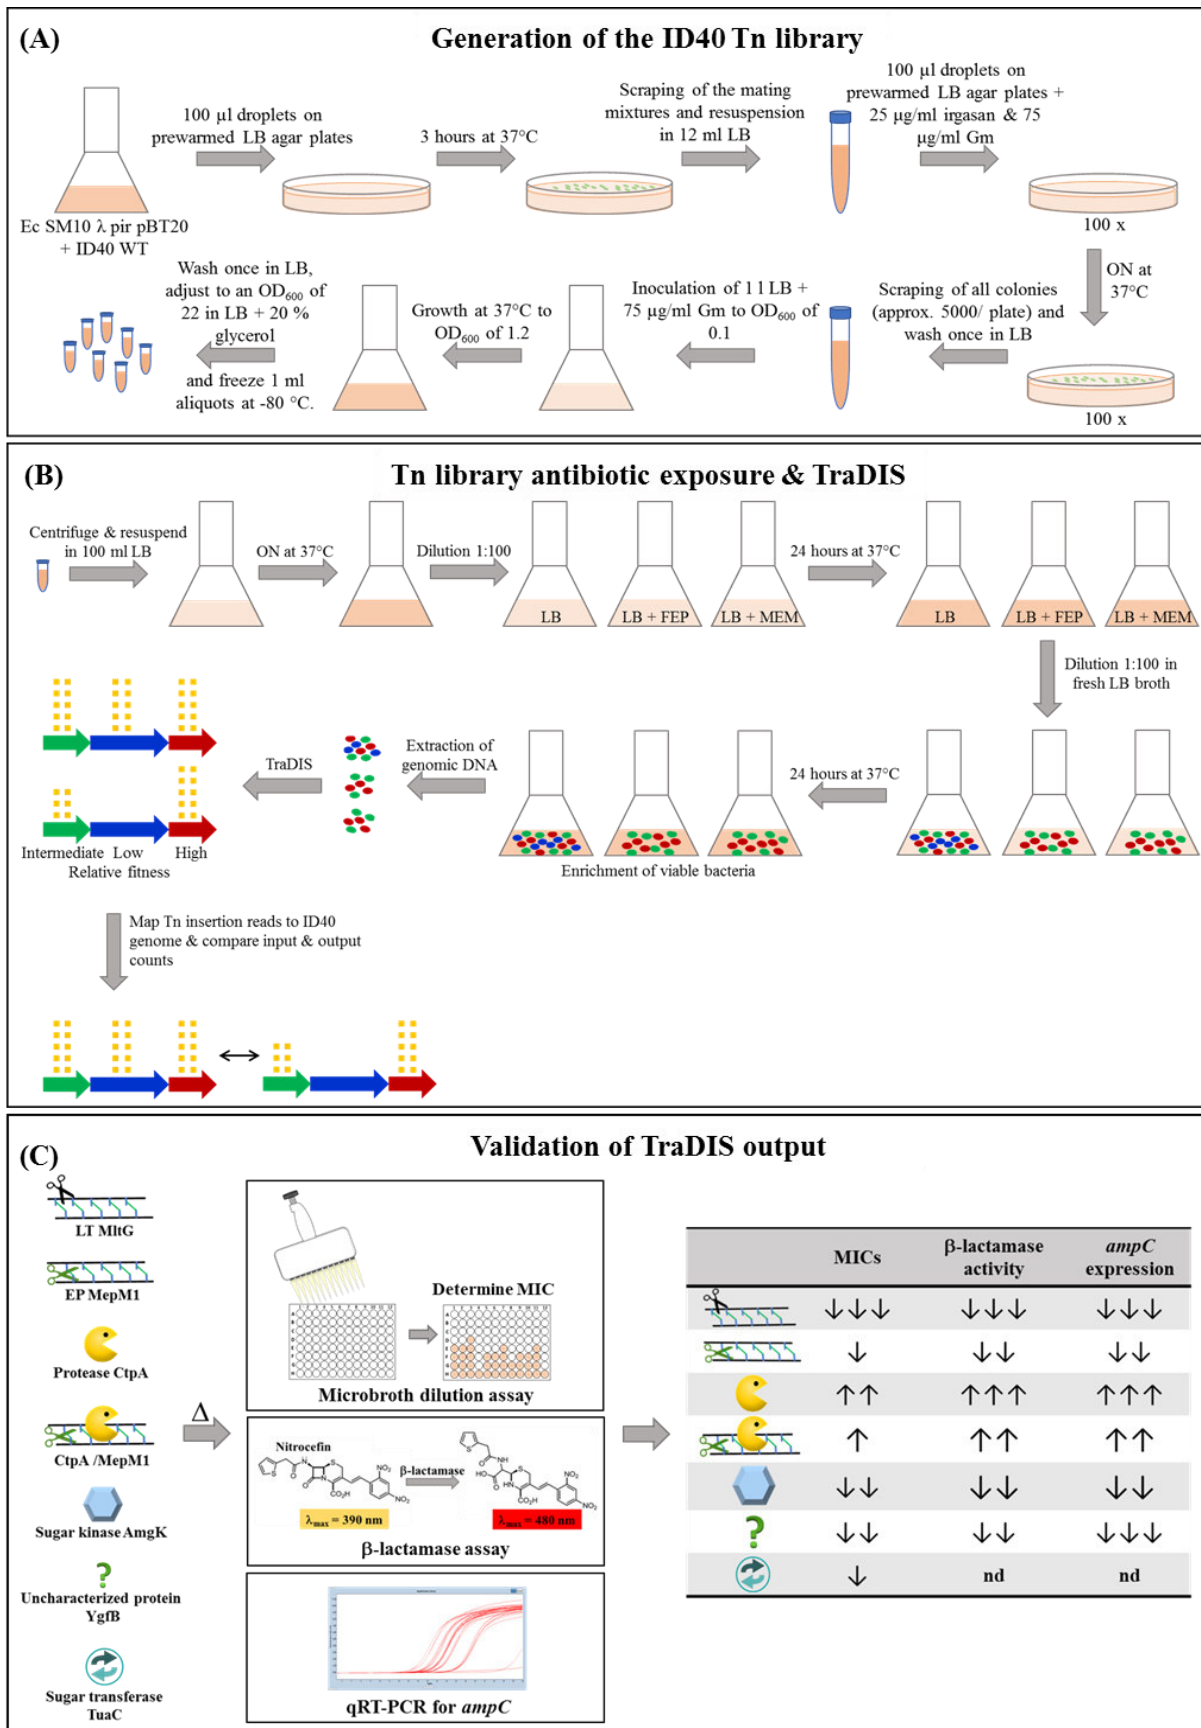 (A)
Generation of the ID40 Tn library
100 µl droplets on
prewarmed LB agar plates
3 hours at 37°C
Scraping of the mating
mixtures and resuspension
in 12 ml LB
100 µl droplets on
prewarmed LB agar plates +
25 µg/ml irgasan & 75
µg/ml Gm
Ec SM10 λ pir pBT20
+ ID40 WT
100 x
ON at
37°C
Scraping of all colonies
(approx. 5000/ plate) and
wash once in LB
100 x
Inoculation of 1 l LB +
75 µg/ml Gm to OD600 of
0.1
Growth at 37°C to
OD600 of 1.2
Wash once in LB,
adjust to an OD600 of
22 in LB + 20 %
glycerol
and freeze 1 ml
aliquots at -80 °C.
(B)
Tn library antibiotic exposure & TraDIS
Centrifuge & resuspend
in 100 ml LB
ON at 37°C
Dilution 1:100
LB
LB + FEP
LB + MEM
24 hours at 37°C
LB
LB + FEP
LB + MEM
Dilution 1:100 in
fresh LB broth
24 hours at 37°C
Enrichment of viable bacteria
Extraction of
genomic DNA
TraDIS
Intermediate Low High
Relative fitness
Map Tn insertion reads to ID40
genome & compare input & output
counts
(C)
Validation of TraDIS output
LT MltG
EP MepM1
Protease CtpA
CtpA /MepM1
Sugar kinase AmgK
?
Uncharacterized protein
YgfB
Sugar transferase
TuaC
Δ
Determine MIC
Microbroth dilution assay
Nitrocefin
β-lactamase
λmax = 390 nm
λmax = 480 nm
β-lactamase assay
qRT-PCR for ampC
MICs
β-lactamase
activity
ampC
expression
↓↓↓ ↓↓↓ ↓↓↓
↓ ↓↓ ↓↓
↑↑ ↑↑↑ ↑↑↑
↑ ↑↑ ↑↑
↓↓ ↓↓ ↓↓
? ↓↓ ↓↓ ↓↓↓
↓ nd nd